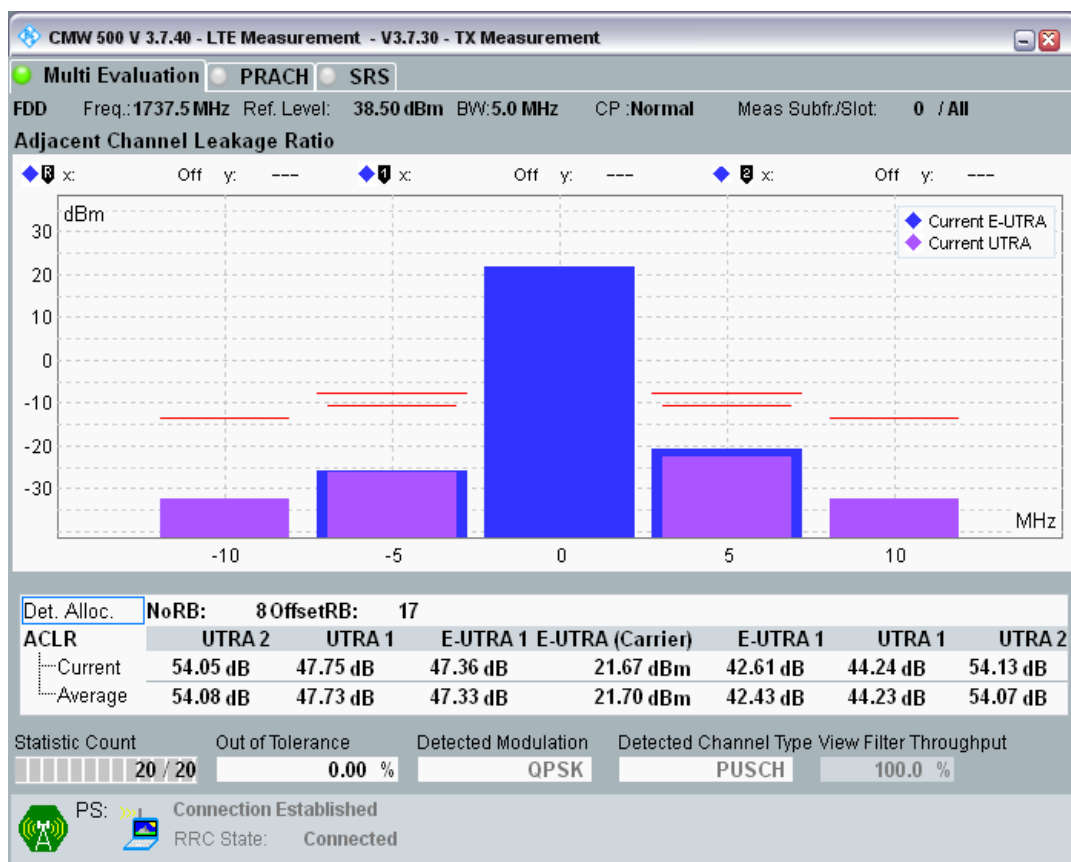 CMW 500 V 3.7.40 - LTE Measurement - V3.7.30 - TX Measurement
Multi Evaluation PRACH SRS
FDD Freq.:1737.5 MHz Ref. Level: 38.50 dBm BW:5.0 MHz CP :Normal Meas Subfr./Slot: 0 / All
Adjacent Channel Leakage Ratio
R x: Off y: --- 1 x: Off y: --- 2 x: Off y: ---
dBm
Current E-UTRA
Current UTRA
30
20
10
0
-10
-20
-30
MHz
-10 -5 0 5 10
Det. Alloc. NoRB: 8 OffsetRB: 17
ACLR UTRA 2 UTRA 1 E-UTRA 1 E-UTRA (Carrier) E-UTRA 1 UTRA 1 UTRA 2
Current 54.05 dB 47.75 dB 47.36 dB 21.67 dBm 42.61 dB 44.24 dB 54.13 dB
Average 54.08 dB 47.73 dB 47.33 dB 21.70 dBm 42.43 dB 44.23 dB 54.07 dB
Statistic Count Out of Tolerance Detected Modulation Detected Channel Type View Filter Throughput
20 / 20 0.00 % QPSK PUSCH 100.0 %
PS: Connection Established
RRC State: Connected